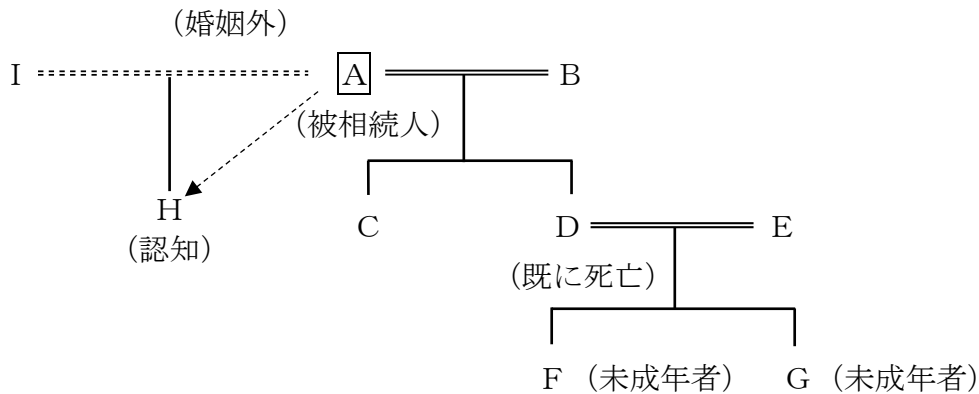 （婚姻外）
I A B
（被相続人）
H C D E
（認知）
（既に死亡）
F （未成年者） G （未成年者）